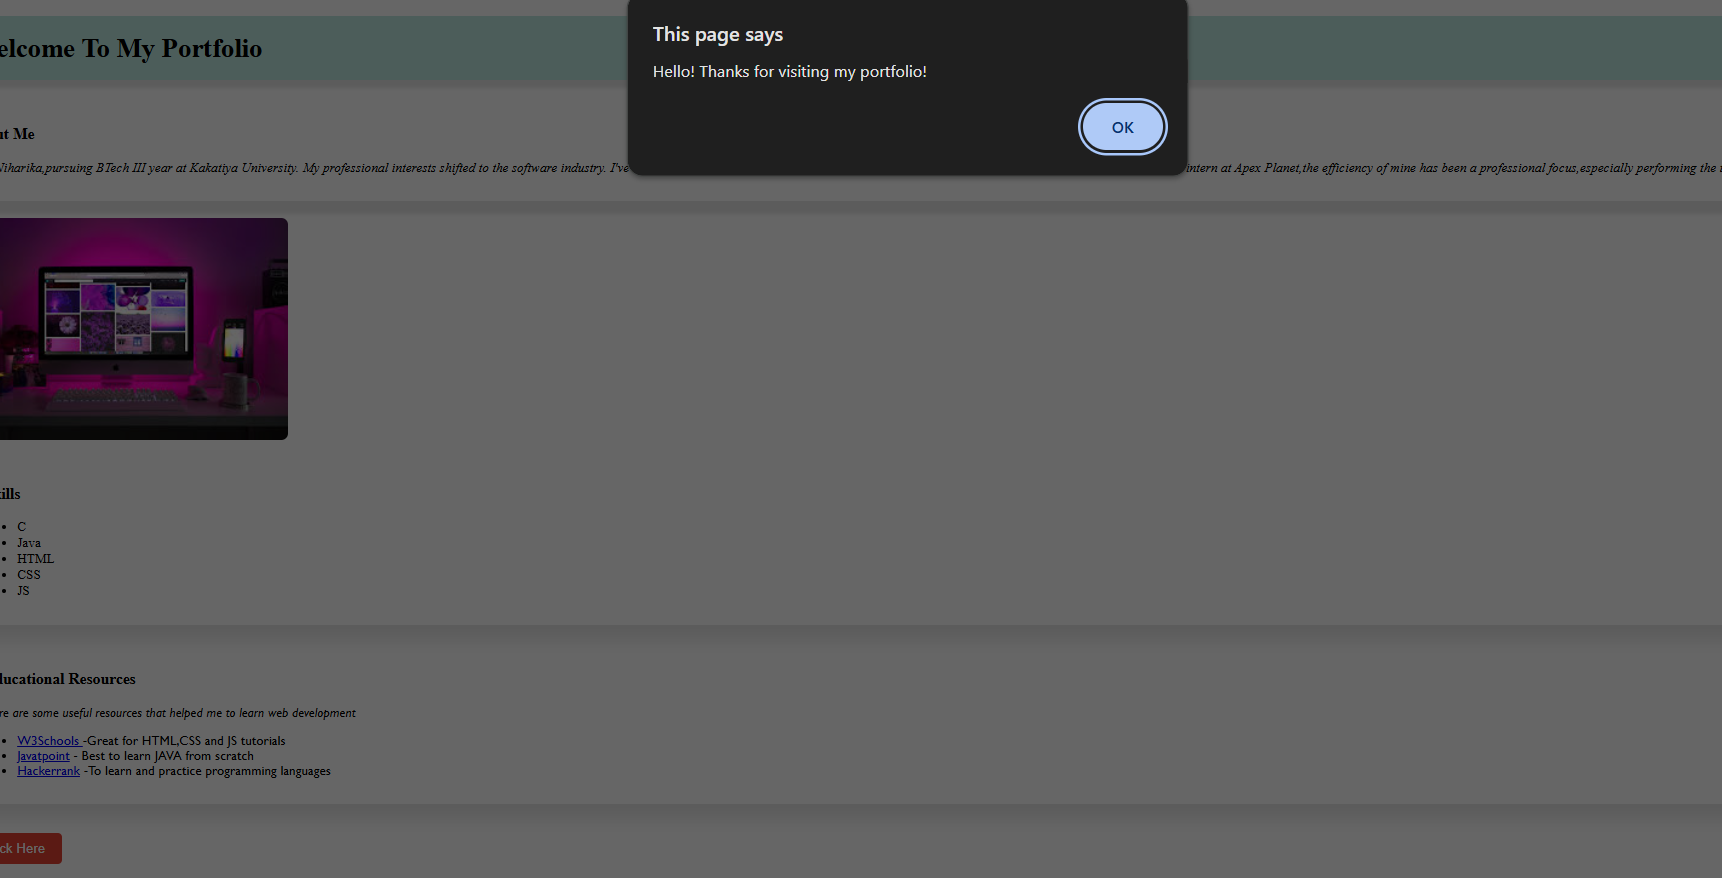 This page says
Hello! Thanks for visiting my portfolio!
OK
elcome To My Portfolio
ut Me
Niharika,pursuing BTech III year at Kakatiya University. My professional interests shifted to the software industry. I've
intern at Apex Planet,the efficiency of mine has been a professional focus,especially performing the
ills
• C
• Java
• HTML
• CSS
• JS
ducational Resources
re are some useful resources that helped me to learn web development
• W3Schools -Great for HTML,CSS and JS tutorials
• Javatpoint - Best to learn JAVA from scratch
• Hackerrank -To learn and practice programming languages
ck Here